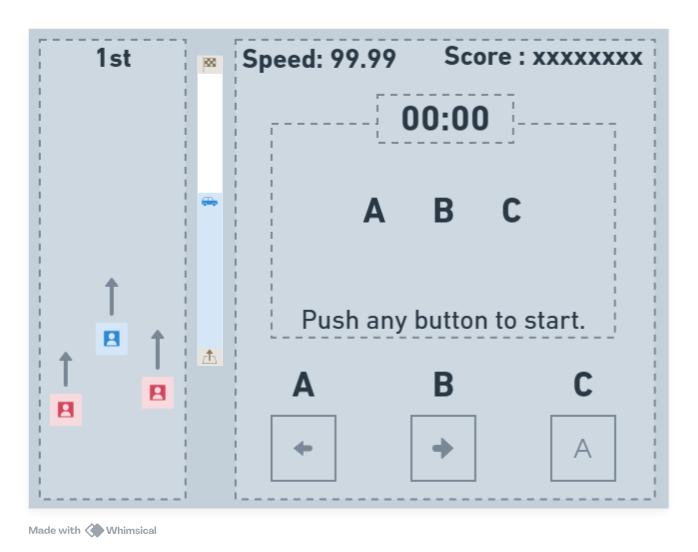 1st
Speed: 99.99
Score : xxxxxxxx
00:00
A B C
Push any button to start.
A B C
A
Made with Whimsical